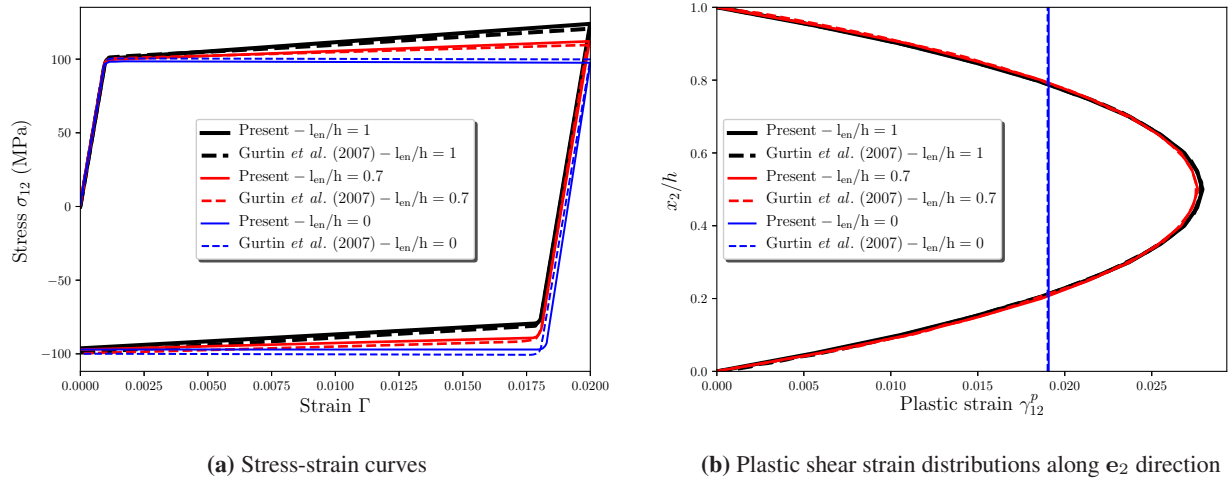 100
50
0
−50
−100
Stress σ₁₂ (MPa)
Present − lₑₙ/h = 1
Gurtin et al. (2007) − lₑₙ/h = 1
Present − lₑₙ/h = 0.7
Gurtin et al. (2007) − lₑₙ/h = 0.7
Present − lₑₙ/h = 0
Gurtin et al. (2007) − lₑₙ/h = 0
0.0000 0.0025 0.0050 0.0075 0.0100 0.0125 0.0150 0.0175 0.0200
Strain Γ
(a) Stress-strain curves
1.0
0.8
0.6
0.4
0.2
0.0
x₂/h
Present − lₑₙ/h = 1
Gurtin et al. (2007) − lₑₙ/h = 1
Present − lₑₙ/h = 0.7
Gurtin et al. (2007) − lₑₙ/h = 0.7
Present − lₑₙ/h = 0
Gurtin et al. (2007) − lₑₙ/h = 0
0.000 0.005 0.010 0.015 0.020 0.025
Plastic strain γᵖ₁₂
(b) Plastic shear strain distributions along e₂ direction